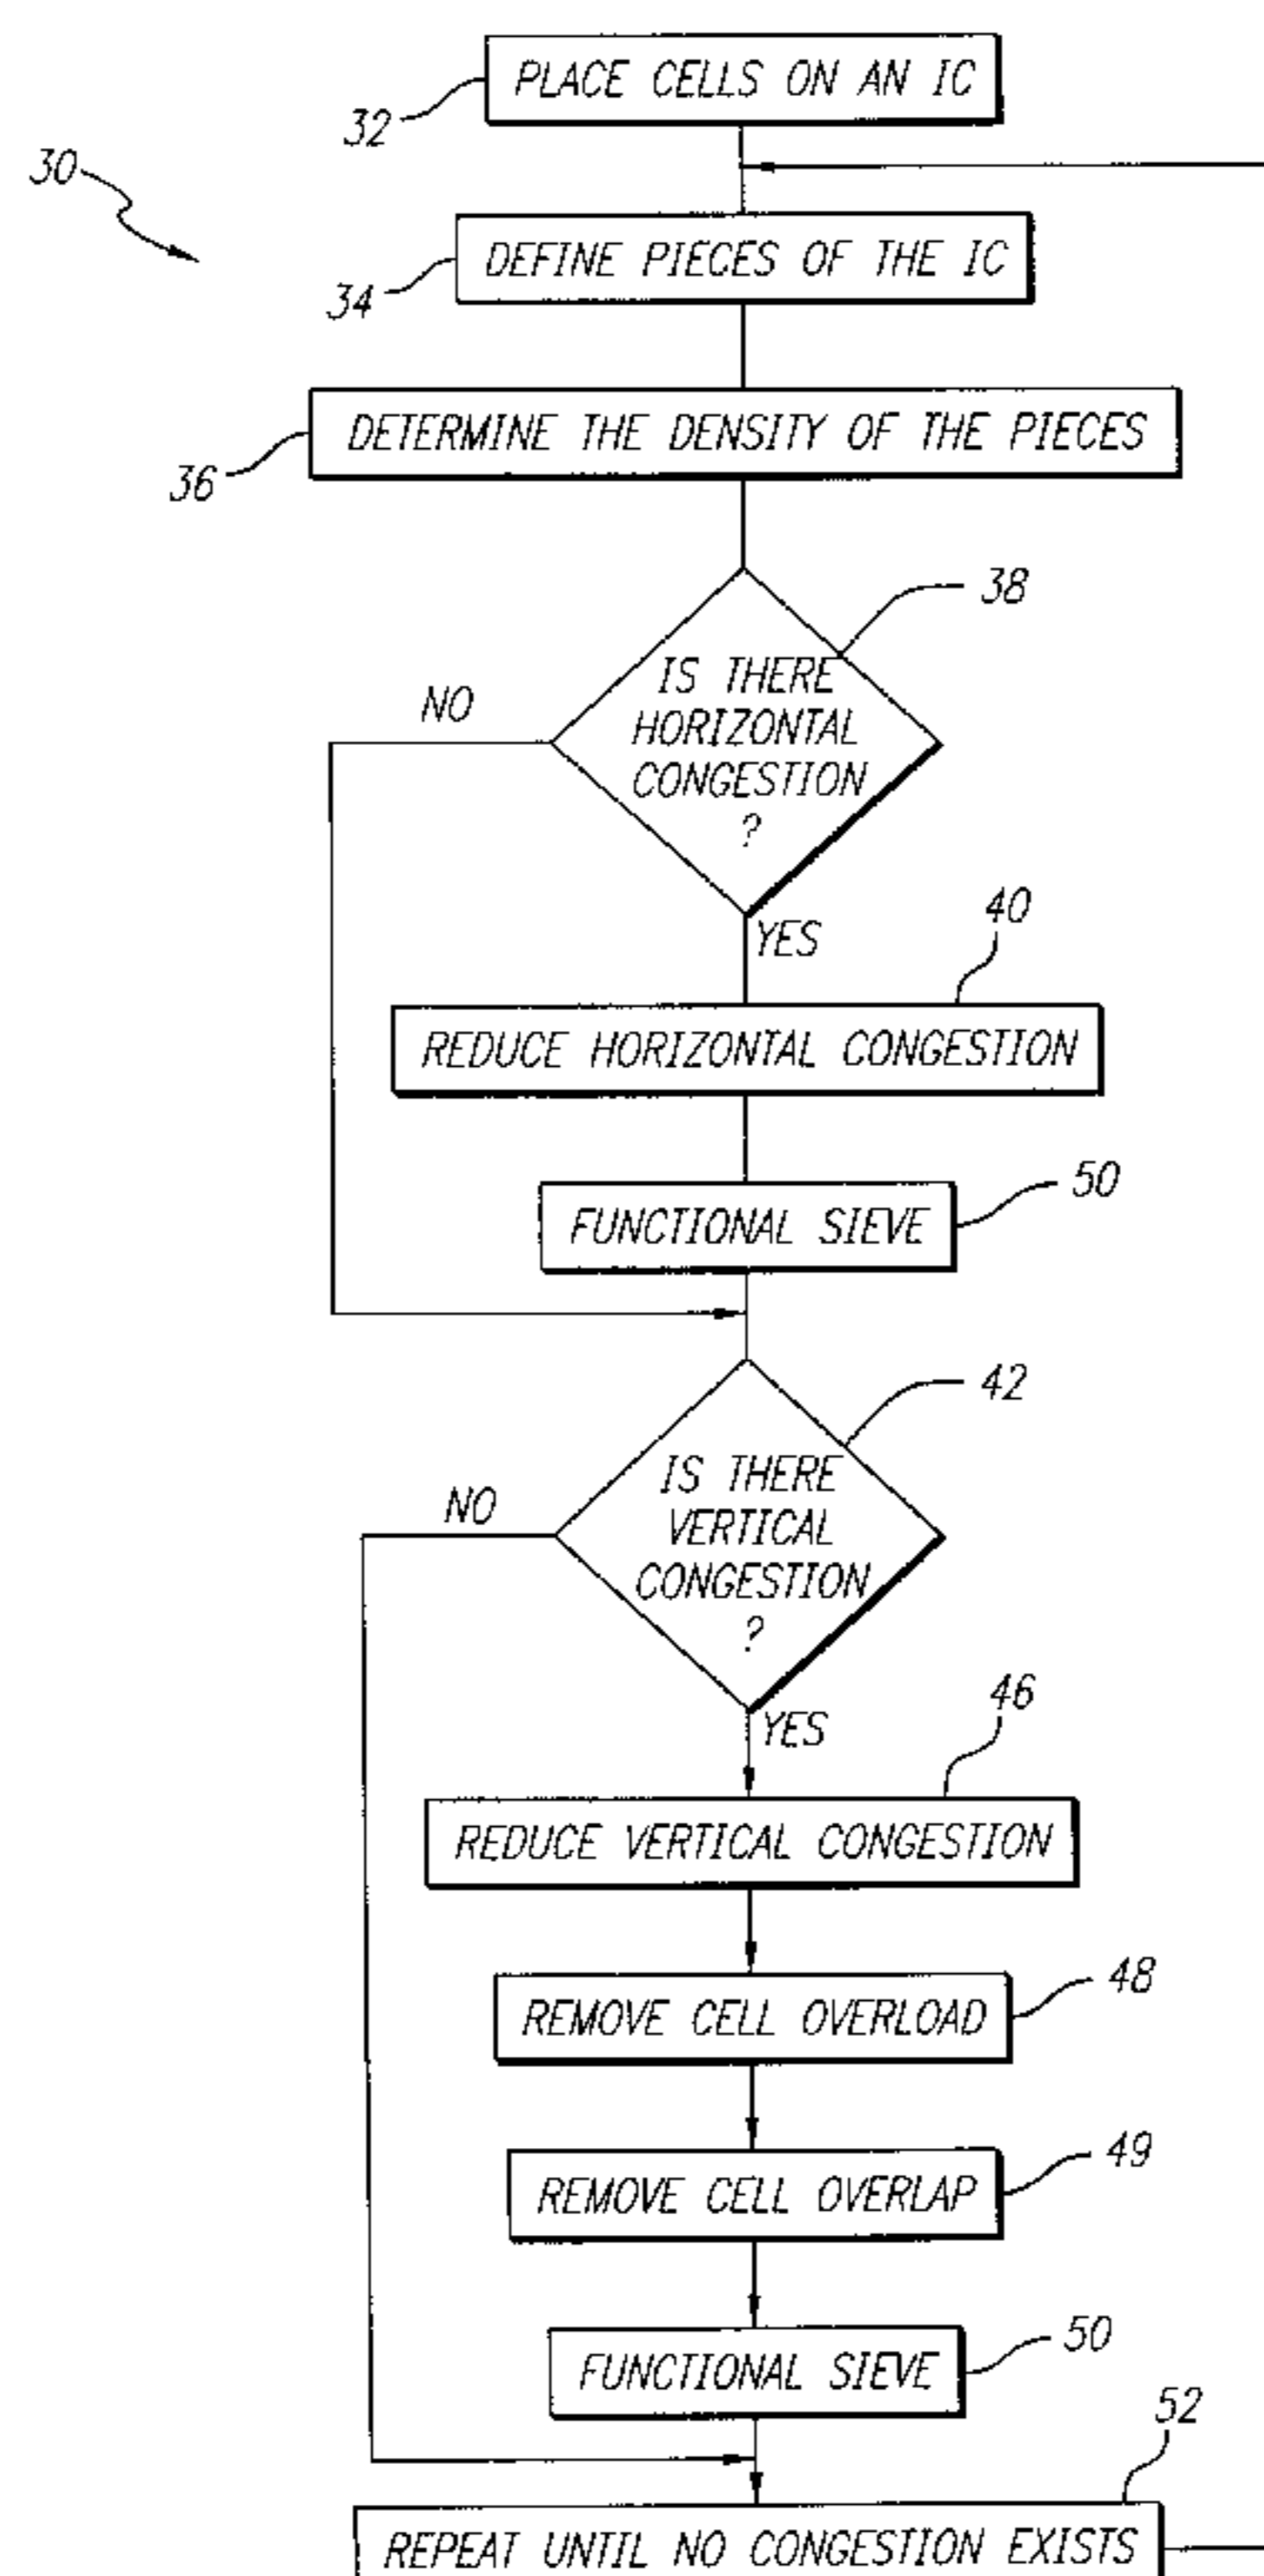 PLACE CELLS ON AN IC
32
30
DEFINE PIECES OF THE IC
34
DETERMINE THE DENSITY OF THE PIECES
36
38
IS THERE
HORIZONTAL
CONGESTION
?
NO
YES
40
REDUCE HORIZONTAL CONGESTION
50
FUNCTIONAL SIEVE
42
IS THERE
VERTICAL
CONGESTION
?
NO
YES
46
REDUCE VERTICAL CONGESTION
48
REMOVE CELL OVERLOAD
49
REMOVE CELL OVERLAP
50
FUNCTIONAL SIEVE
52
REPEAT UNTIL NO CONGESTION EXISTS